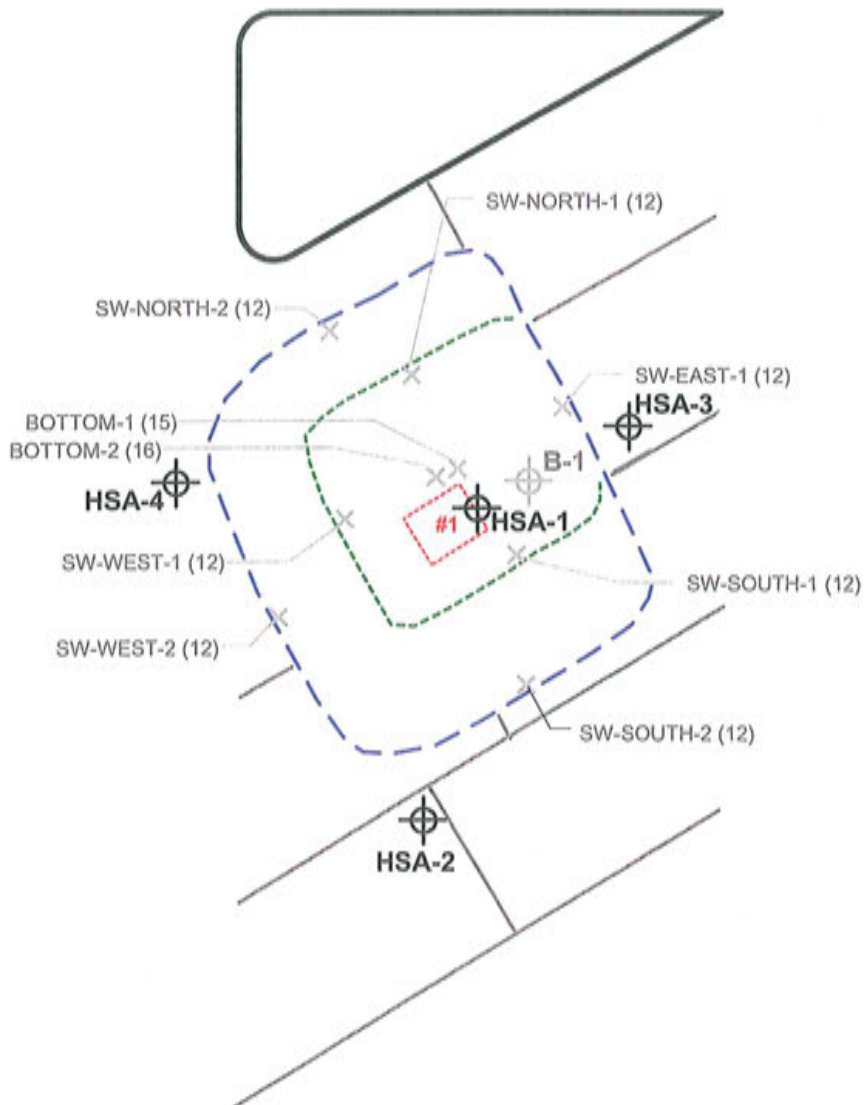 SW-NORTH-1 (12)
SW-NORTH-2 (12)
SW-EAST-1 (12)
HSA-3
BOTTOM-1 (15)
BOTTOM-2 (16)
B-1
HSA-4
#1
HSA-1
SW-WEST-1 (12)
SW-SOUTH-1 (12)
SW-WEST-2 (12)
SW-SOUTH-2 (12)
HSA-2